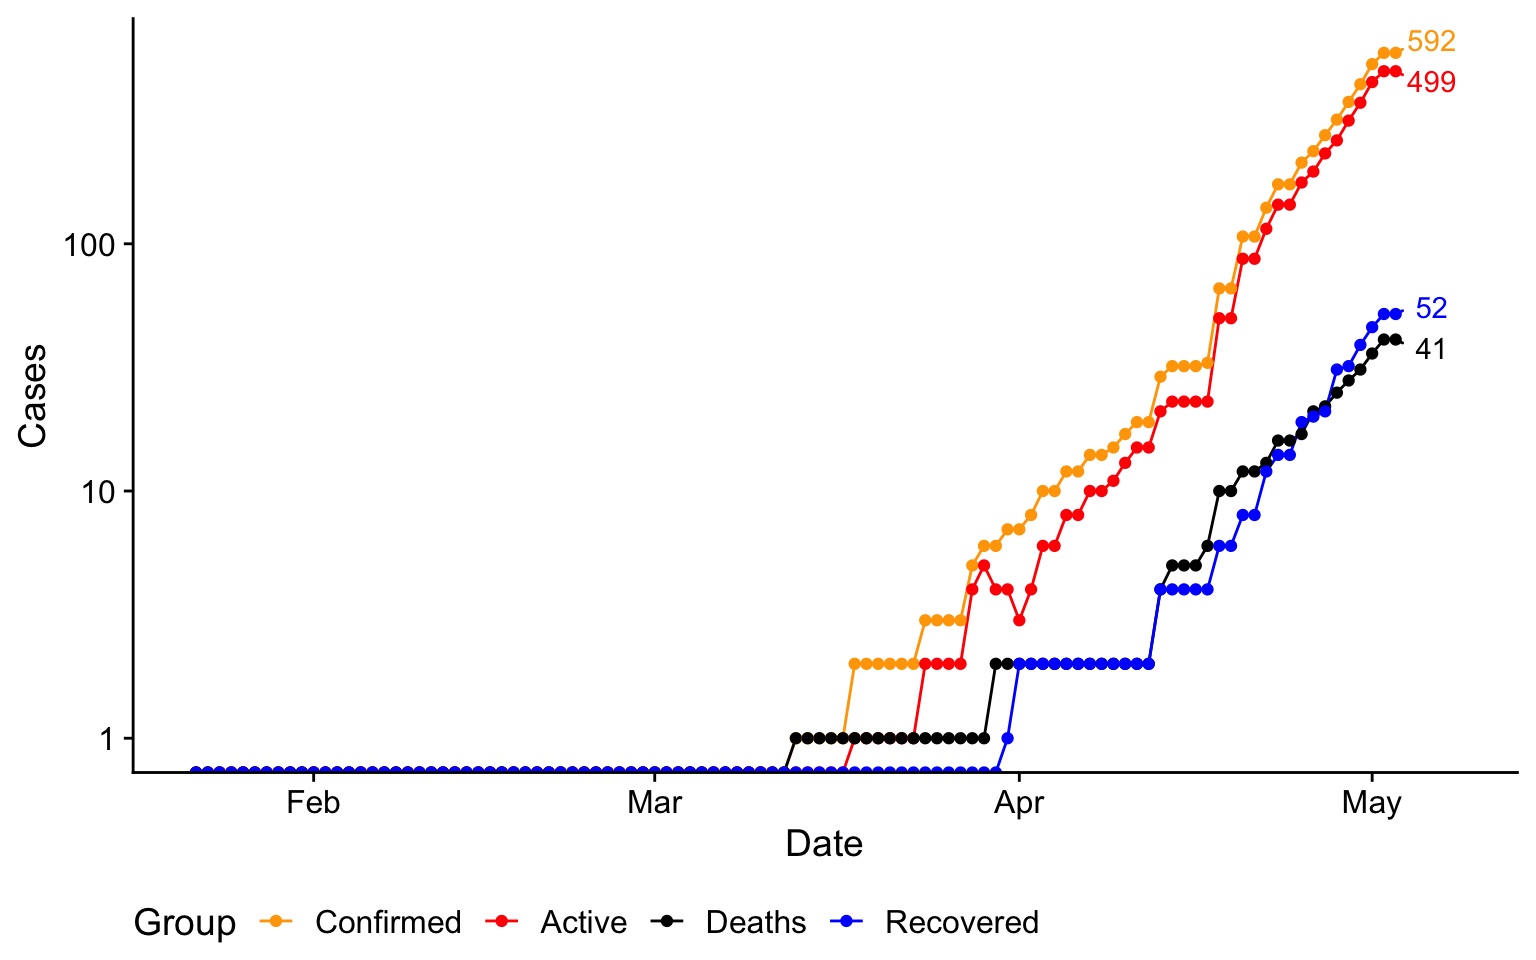 592
499
100
52
41
Cases
10
1
Feb Mar Apr May
Date
Group Confirmed Active Deaths Recovered